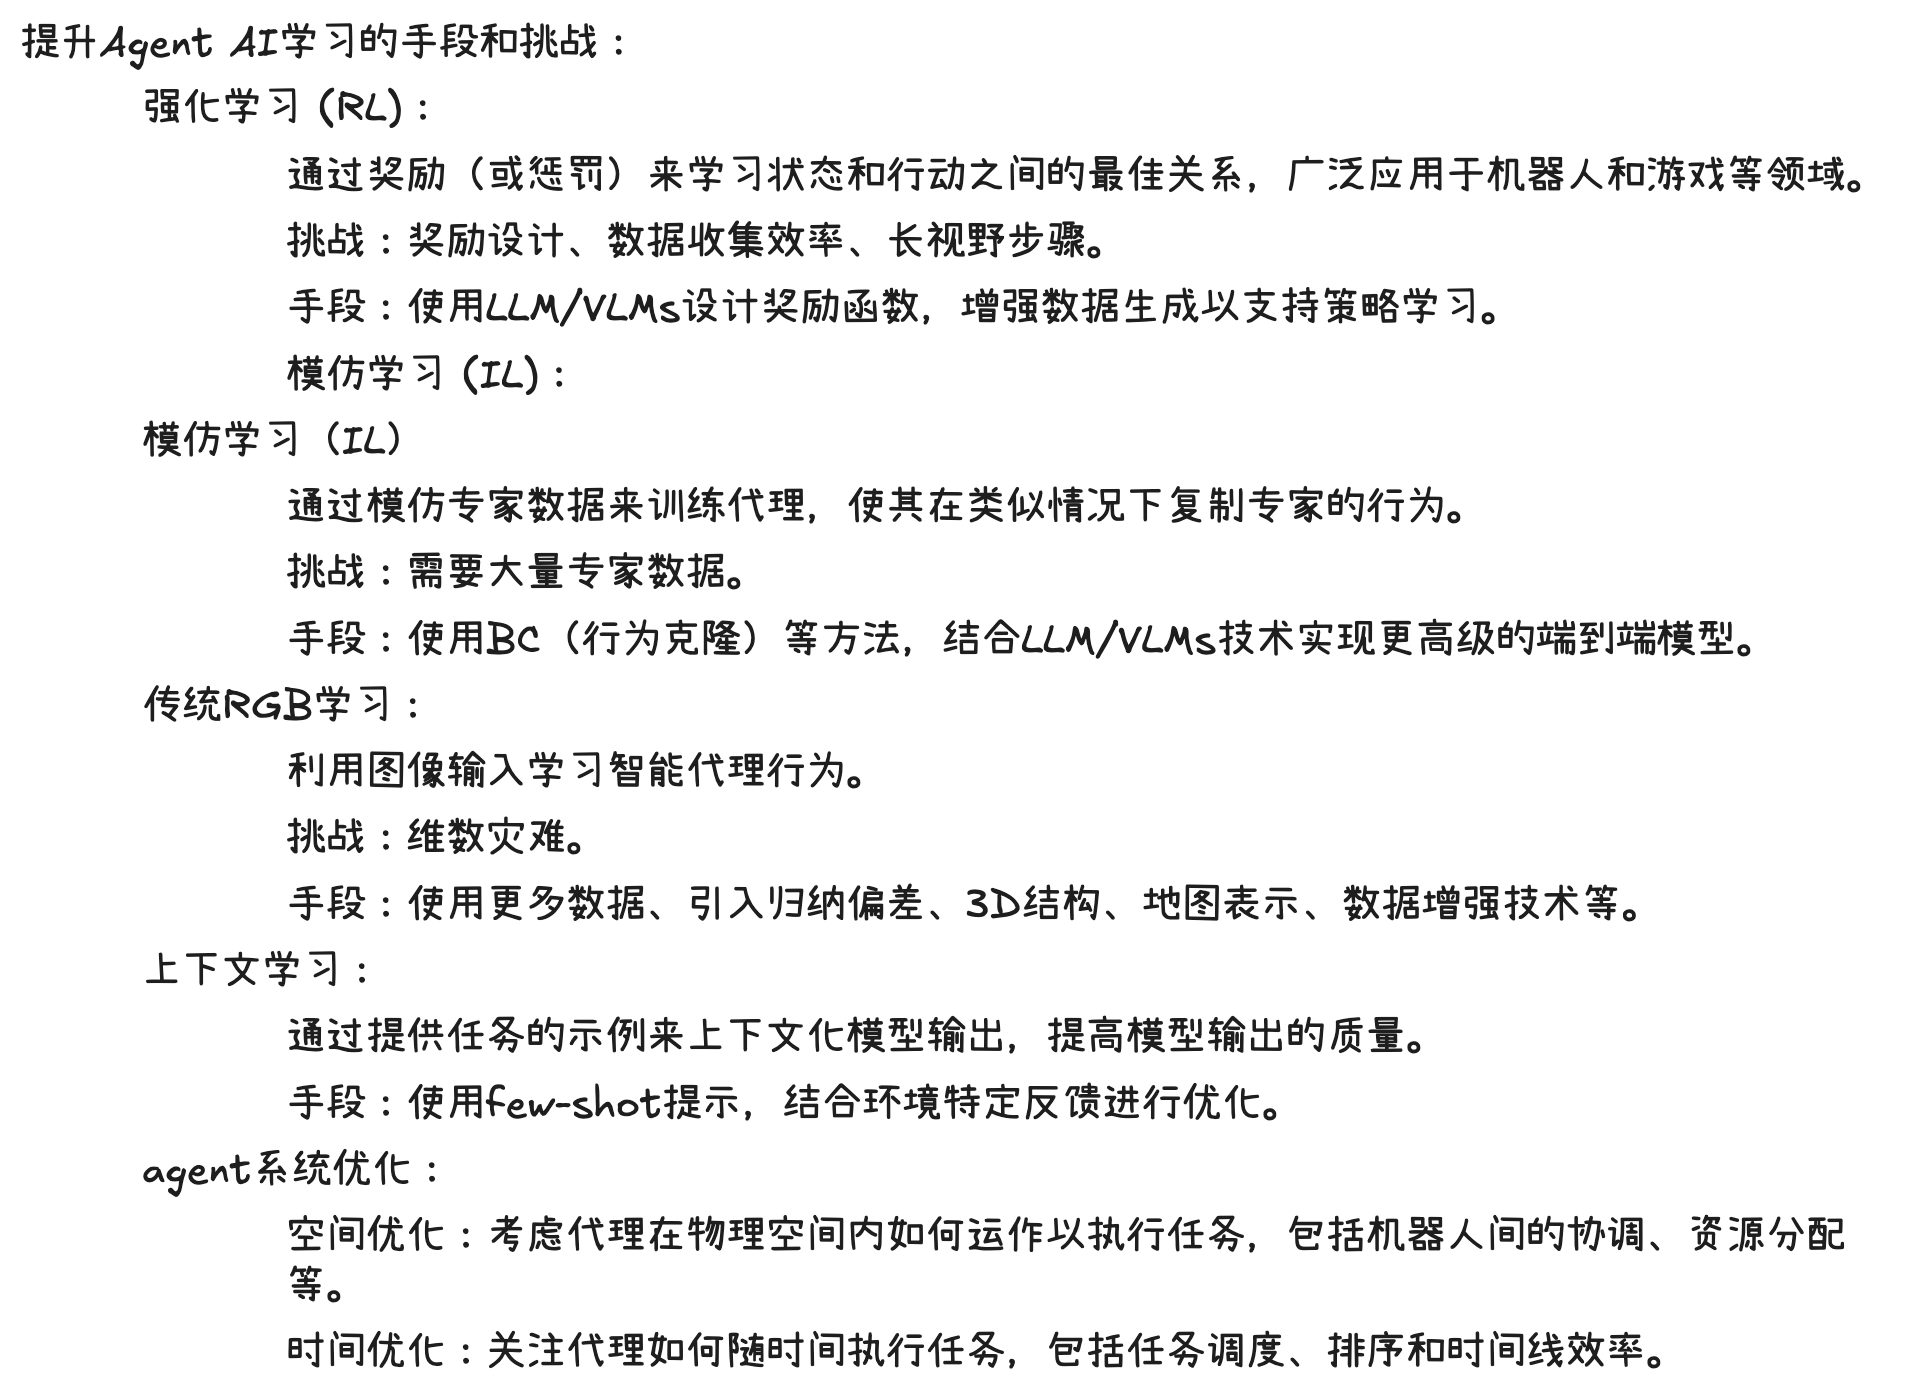 提升Agent AI学习的手段和挑战：
强化学习 (RL)：
通过奖励（或惩罚）来学习状态和行动之间的最佳关系，广泛应用于机器人和游戏等领域。
挑战：奖励设计、数据收集效率、长视野步骤。
手段：使用LLM/VLMs设计奖励函数，增强数据生成以支持策略学习。
模仿学习 (IL)：
模仿学习（IL）
通过模仿专家数据来训练代理，使其在类似情况下复制专家的行为。
挑战：需要大量专家数据。
手段：使用BC（行为克隆）等方法，结合LLM/VLMs技术实现更高级的端到端模型。
传统RGB学习：
利用图像输入学习智能代理行为。
挑战：维数灾难。
手段：使用更多数据、引入归纳偏差、3D结构、地图表示、数据增强技术等。
上下文学习：
通过提供任务的示例来上下文化模型输出，提高模型输出的质量。
手段：使用few-shot提示，结合环境特定反馈进行优化。
agent系统优化：
空间优化：考虑代理在物理空间内如何运作以执行任务，包括机器人间的协调、资源分配
等。
时间优化：关注代理如何随时间执行任务，包括任务调度、排序和时间线效率。